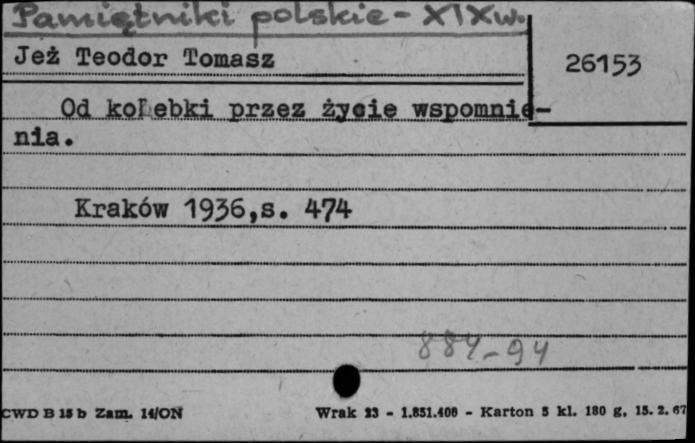 Pamiętniki polskie - XIX w.
Jeż Teodor Tomasz
26153
Od kołebki przez życie wspomnie-
nia.
Kraków 1936,s. 474
884-94
CWD B 15 b Zam. 14/ON
Wrak 23 - 1.851.400 - Karton 5 kl. 180 g, 15.2.67